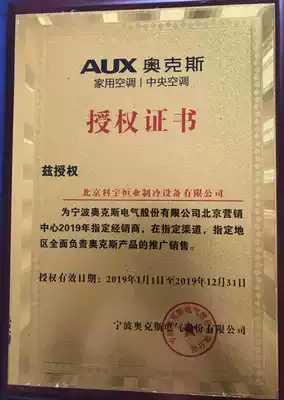 AUX 奥克斯
家用空调|中央空调
授权证书
兹授权
北京科宇恒业制冷设备有限公司
为宁波奥克斯电气股份有限公司北京营销
中心2019年指定经销商，在指定渠道，指定地
区全面负责奥克斯产品的推广销售。
授权有效日期：2019年1月1日至2019年12月31日
宁波奥克斯电气股份有限公司